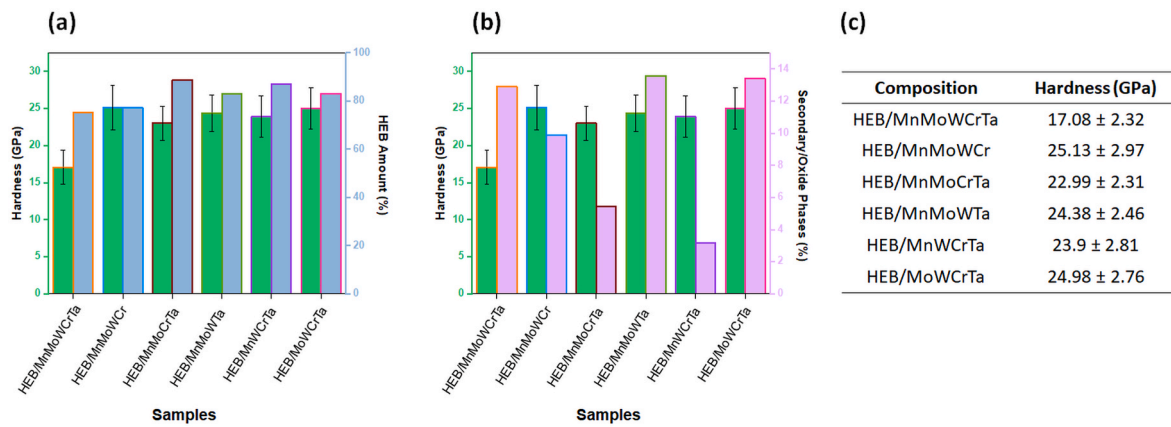 (a)
Hardness (GPa)
30
25
20
15
10
5
0
100
80
60
40
20
0
HEB Amount (%)
HEB/MnMoWCrTa
HEB/MnMoWCr
HEB/MnMoCrTa
HEB/MnMoWTa
HEB/MnWCrTa
HEB/MoWCrTa
Samples
(b)
Hardness (GPa)
30
25
20
15
10
5
0
14
12
10
8
6
4
2
0
Secondary/Oxide Phases (%)
HEB/MnMoWCrTa
HEB/MnMoWCr
HEB/MnMoCrTa
HEB/MnMoWTa
HEB/MnWCrTa
HEB/MoWCrTa
Samples
(c)
Composition Hardness (GPa)
HEB/MnMoWCrTa 17.08 ± 2.32
HEB/MnMoWCr 25.13 ± 2.97
HEB/MnMoCrTa 22.99 ± 2.31
HEB/MnMoWTa 24.38 ± 2.46
HEB/MnWCrTa 23.9 ± 2.81
HEB/MoWCrTa 24.98 ± 2.76